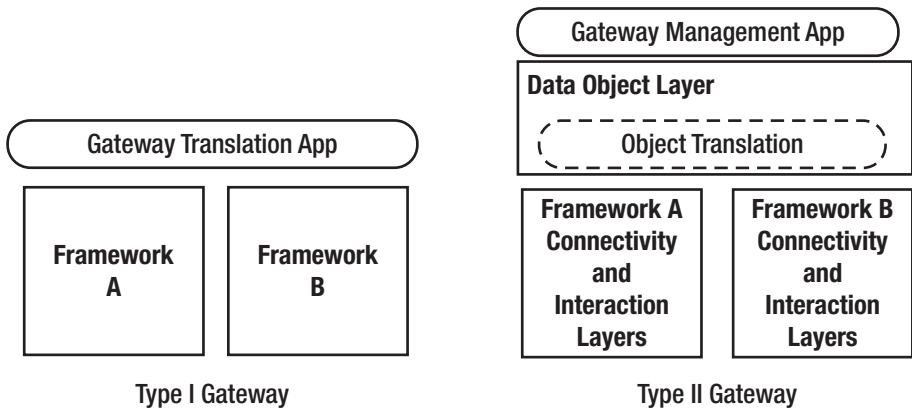 Gateway Translation App
Framework
A
Framework
B
Type I Gateway
Gateway Management App
Data Object Layer
Object Translation
Framework A
Connectivity
and
Interaction
Layers
Framework B
Connectivity
and
Interaction
Layers
Type II Gateway